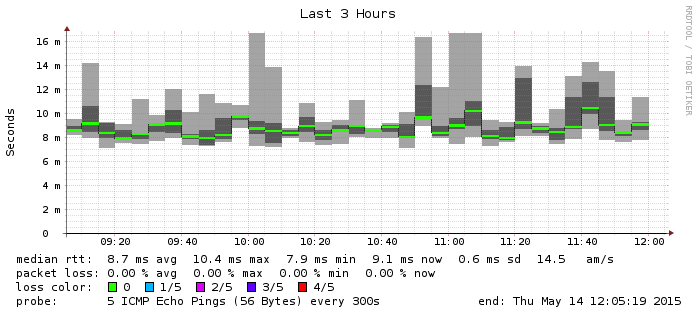 Last 3 Hours
RRDTOOL / TOBI OETIKER
Seconds
16 m
14 m
12 m
10 m
8 m
6 m
4 m
2 m
0
09:20 09:40 10:00 10:20 10:40 11:00 11:20 11:40 12:00
median rtt: 8.7 ms avg 10.4 ms max 7.9 ms min 9.1 ms now 0.6 ms sd 14.5 am/s
packet loss: 0.00 % avg 0.00 % max 0.00 % min 0.00 % now
loss color: 0 1/5 2/5 3/5 4/5
probe: 5 ICMP Echo Pings (56 Bytes) every 300s end: Thu May 14 12:05:19 2015